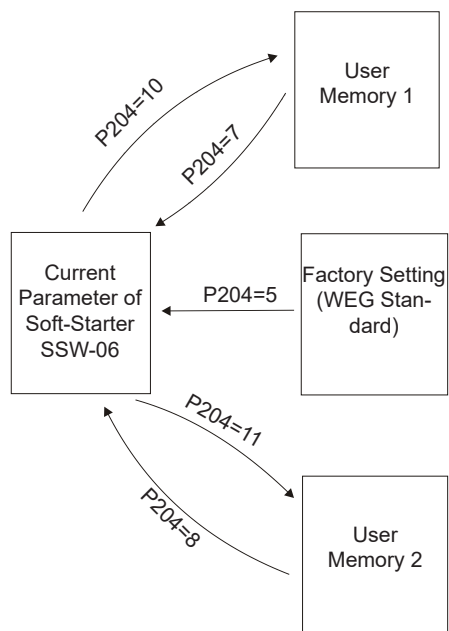 P204=10
User
Memory 1
P204=7
Current
Parameter of
Soft-Starter
SSW-06
P204=5
Factory Setting
(WEG Stan-
dard)
P204=11
P204=8
User
Memory 2